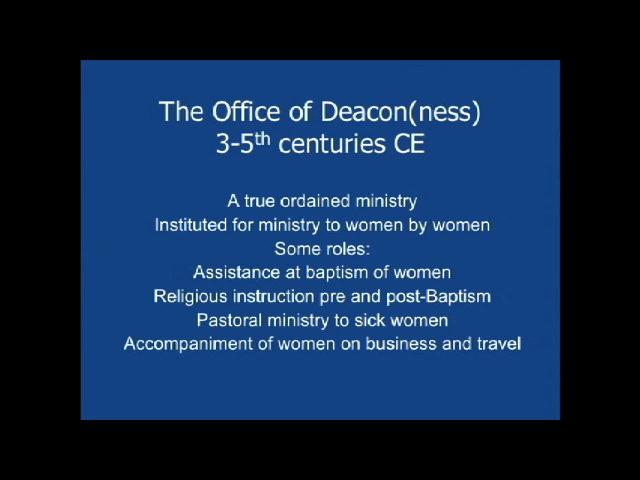 The Office of Deacon(ness)
3-5th centuries CE
A true ordained ministry
Instituted for ministry to women by women
Some roles:
Assistance at baptism of women
Religious instruction pre and post-Baptism
Pastoral ministry to sick women
Accompaniment of women on business and travel